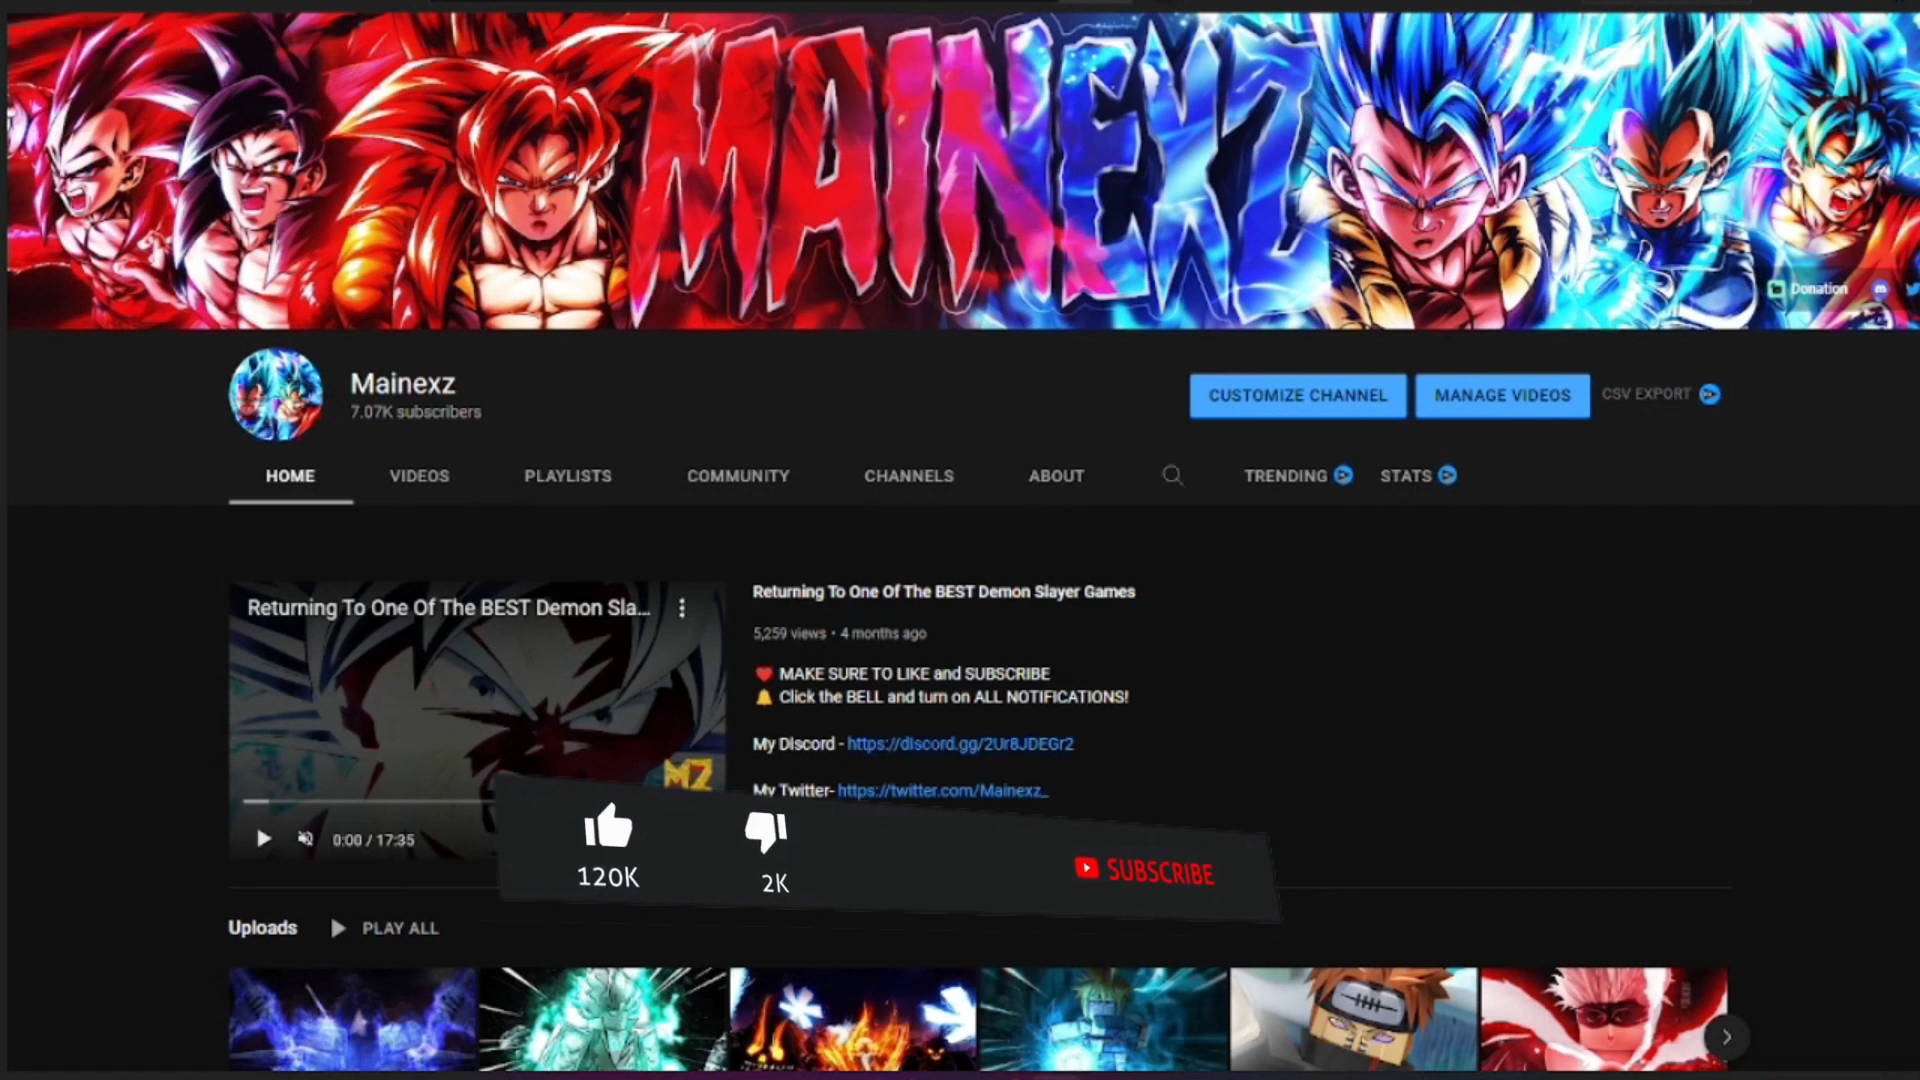 MAINEXZ
Donation
Mainexz
7.07K subscribers
CUSTOMIZE CHANNEL
MANAGE VIDEOS
CSV EXPORT
HOME
VIDEOS
PLAYLISTS
COMMUNITY
CHANNELS
ABOUT
TRENDING
STATS
Returning To One Of The BEST Demon Sla...
MZ
0:00 / 17:35
Returning To One Of The BEST Demon Slayer Games
5,259 views • 4 months ago
MAKE SURE TO LIKE and SUBSCRIBE
Click the BELL and turn on ALL NOTIFICATIONS!
My Discord - https://discord.gg/2Ur8JDEGr2
My Twitter- https://twitter.com/Mainexz_
120K
2K
SUBSCRIBE
Uploads
PLAY ALL